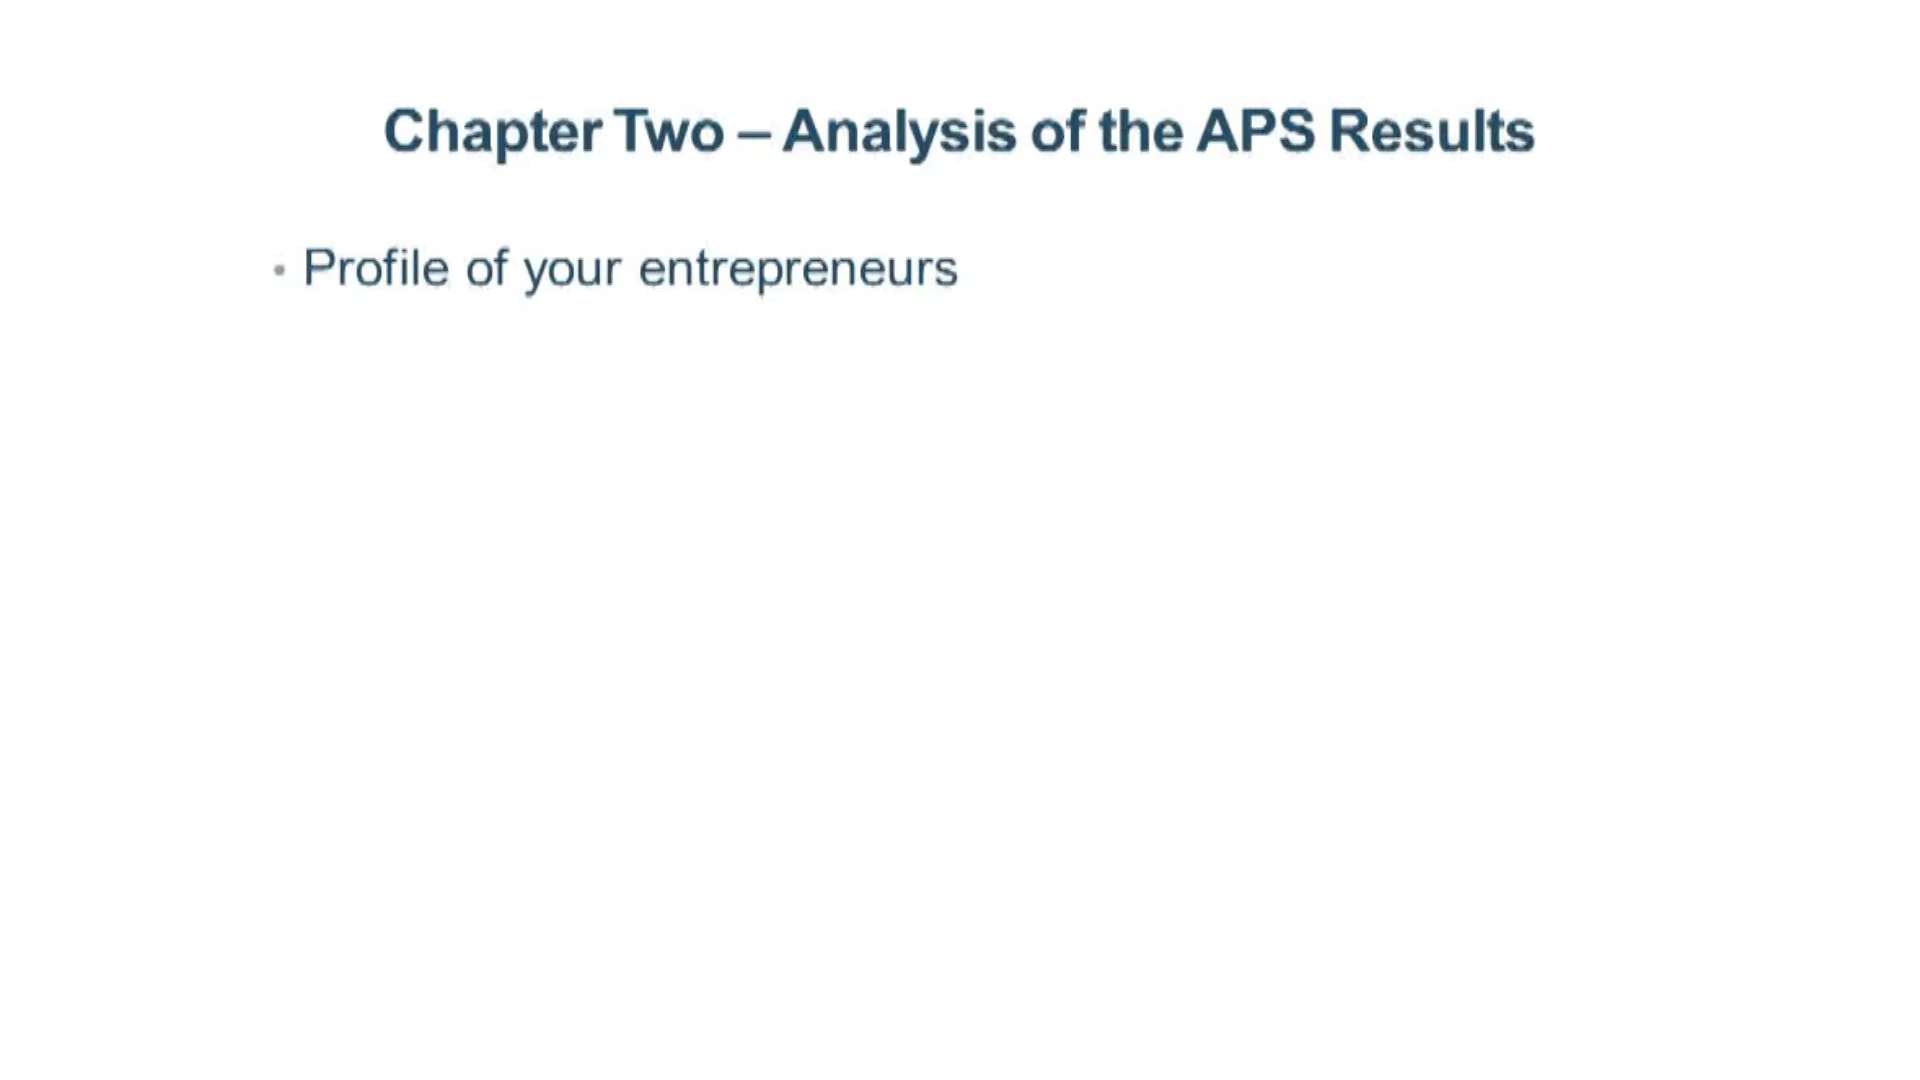 Chapter Two – Analysis of the APS Results
• Profile of your entrepreneurs